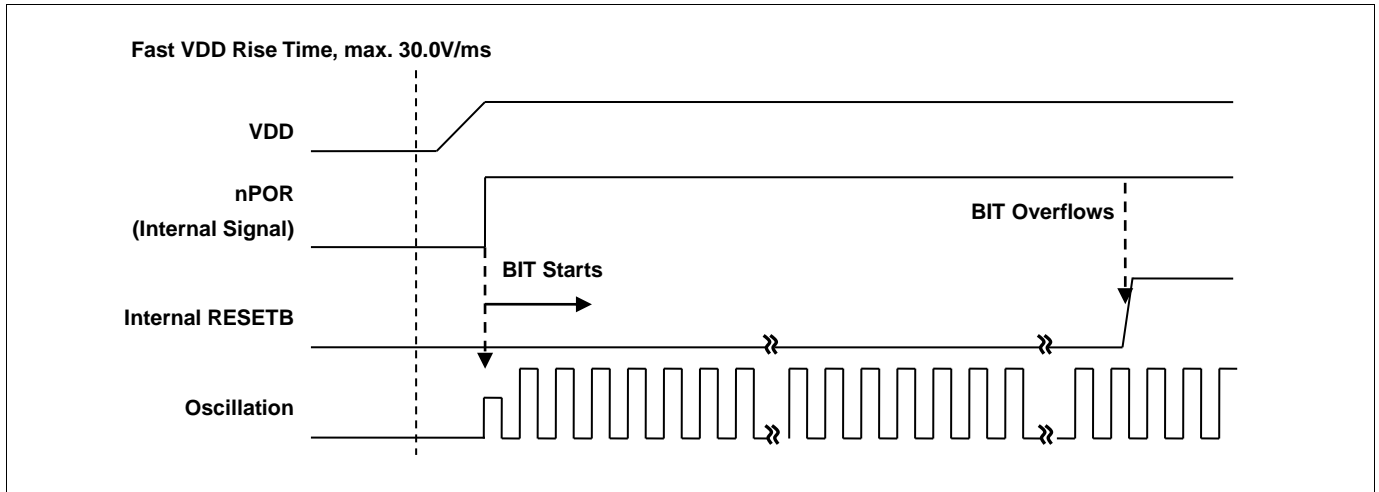 Fast VDD Rise Time, max. 30.0V/ms
VDD
nPOR
(Internal Signal)
BIT Overflows
BIT Starts
Internal RESETB
Oscillation